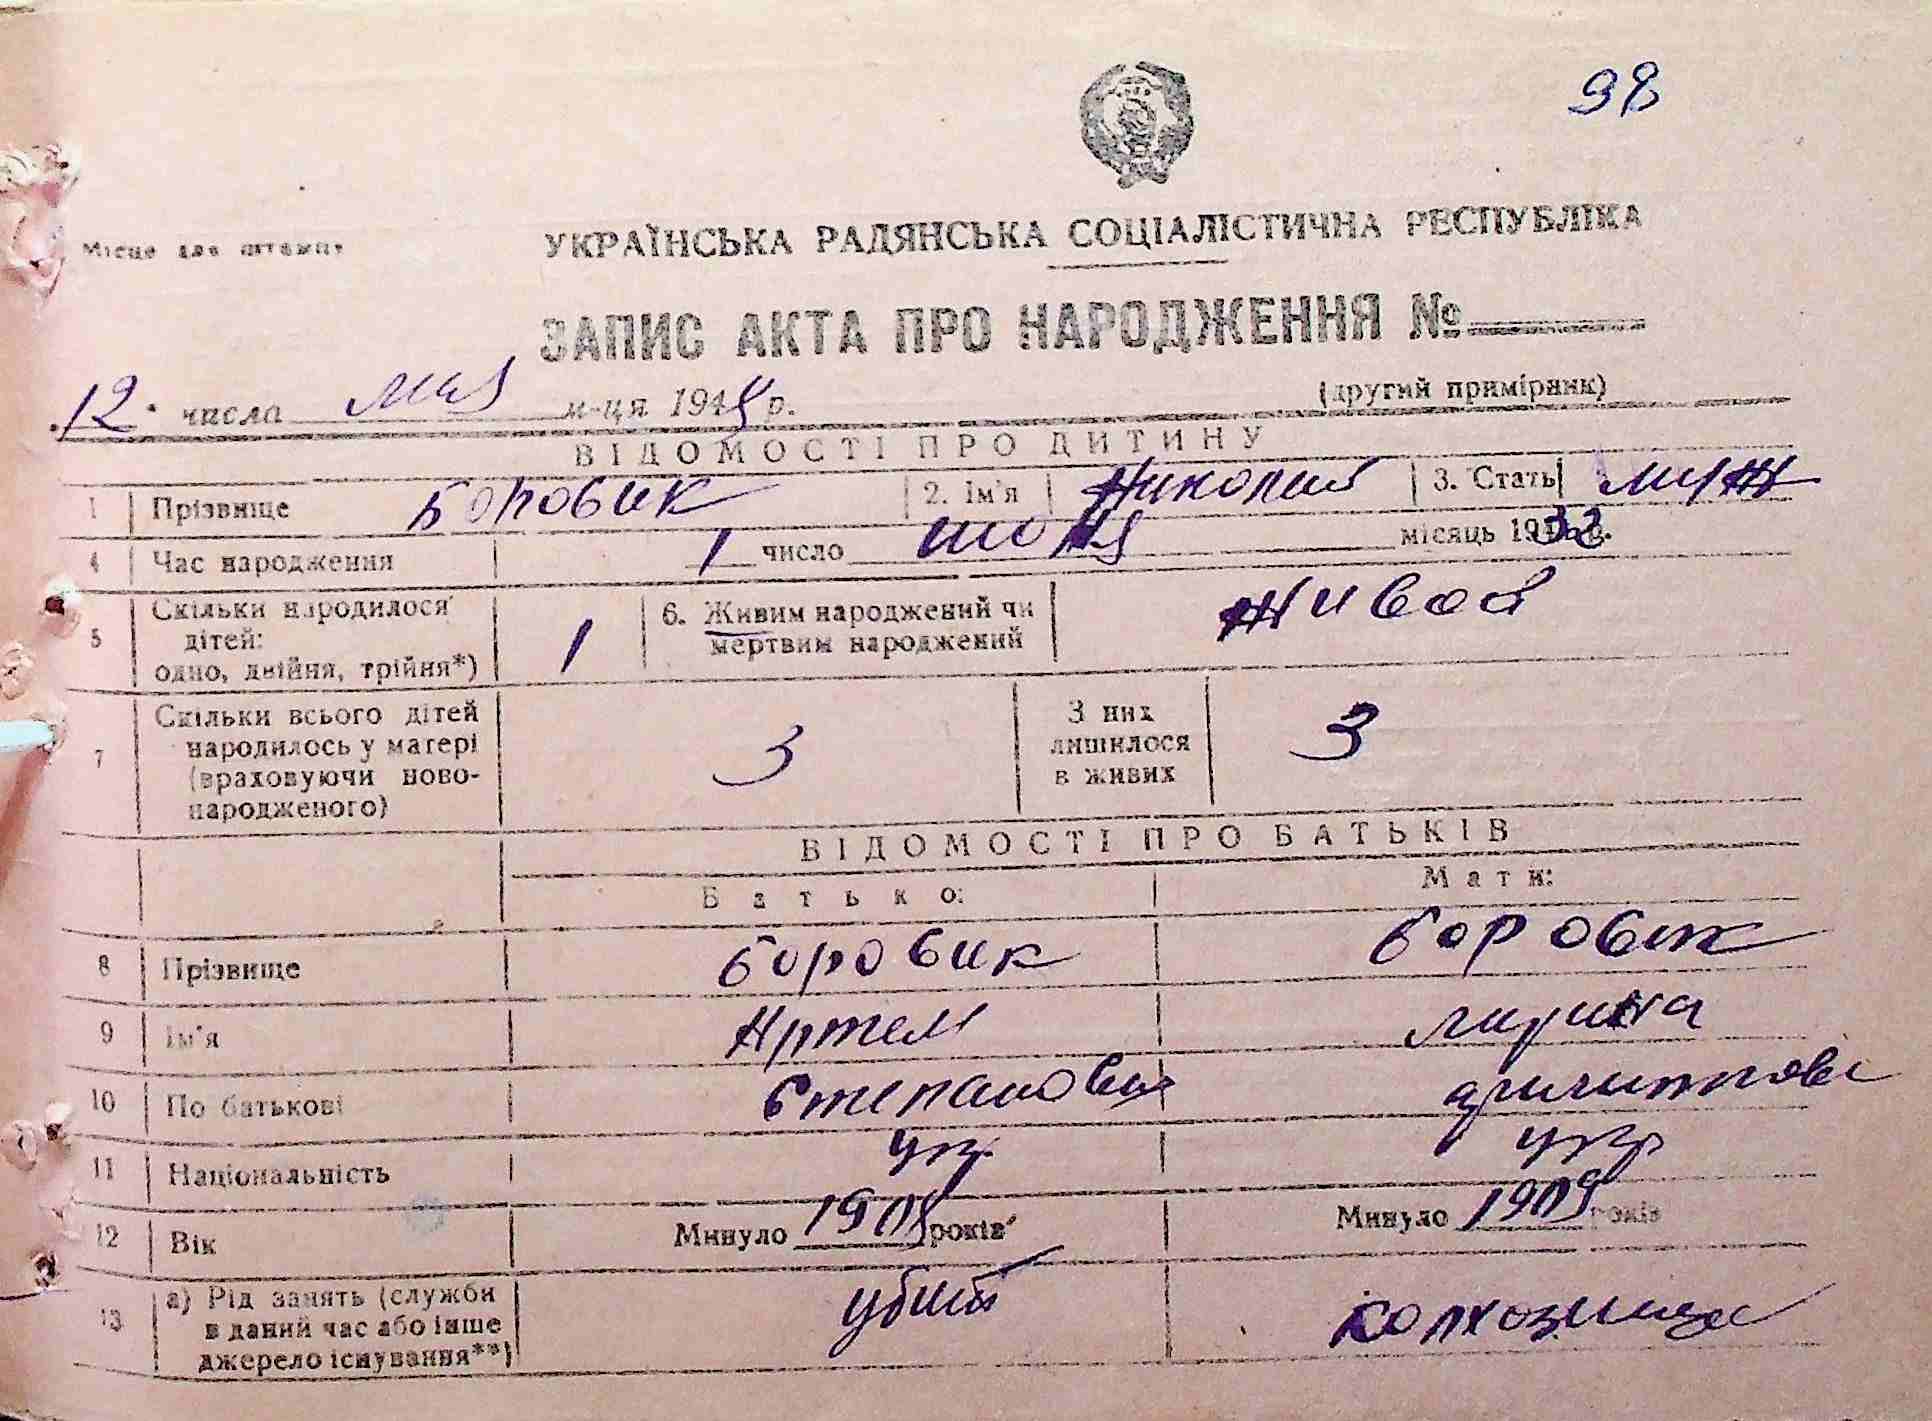 98
Місце для штампу
УКРАЇНСЬКА РАДЯНСЬКА СОЦІАЛІСТИЧНА РЕСПУБЛІКА
ЗАПИС АКТА ПРО НАРОДЖЕННЯ №
(другий примірник)
12 числа мая м-ця 194 р.
ВІДОМОСТІ ПРО ДИТИНУ
1 Прізвище Боровик 2. Ім'я Николай 3. Стать муж
4 Час народження 1 число июня місяць 1932 р.
5 Скільки народилося дітей: одно, двійня, трійня*) 1 6. Живим народжений чи мертвим народжений живой
7 Скільки всього дітей народилось у матері (враховуючи новонародженого) 3 З них лишилося в живих 3
ВІДОМОСТІ ПРО БАТЬКІВ
Батько: Мати:
8 Прізвище Боровик Боровик
9 Ім'я Артем Марина
10 По батькові Степанович
11 Національність укр. укр
12 Вік Минуло років Минуло 1909 років
13 а) Рід занять (служби в даний час або інше джерело існування**) убит колхозница